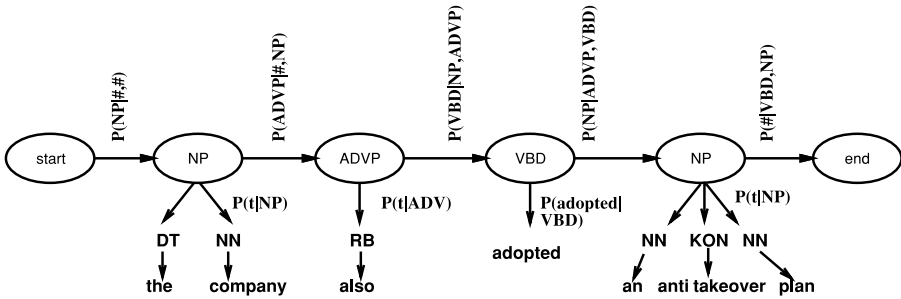 P(NP|#,#)
P(ADVP|#,NP)
P(VBD|NP,ADVP)
P(NP|ADVP,VBD)
P(#|VBD,NP)
start
NP
ADVP
VBD
NP
end
P(t|NP)
P(t|ADV)
P(adopted|
VBD)
P(t|NP)
DT
NN
RB
adopted
NN
KON
NN
the
company
also
an
anti takeover
plan